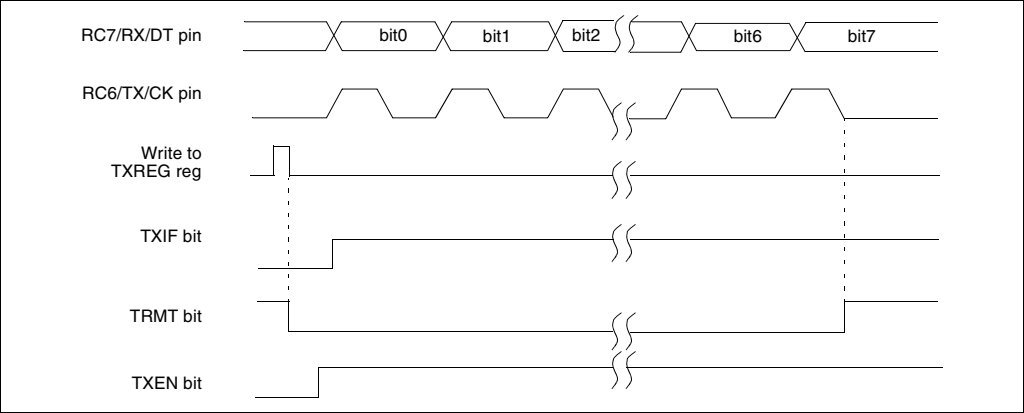 RC7/RX/DT pin
bit0 bit1 bit2 bit6 bit7
RC6/TX/CK pin
Write to
TXREG reg
TXIF bit
TRMT bit
TXEN bit